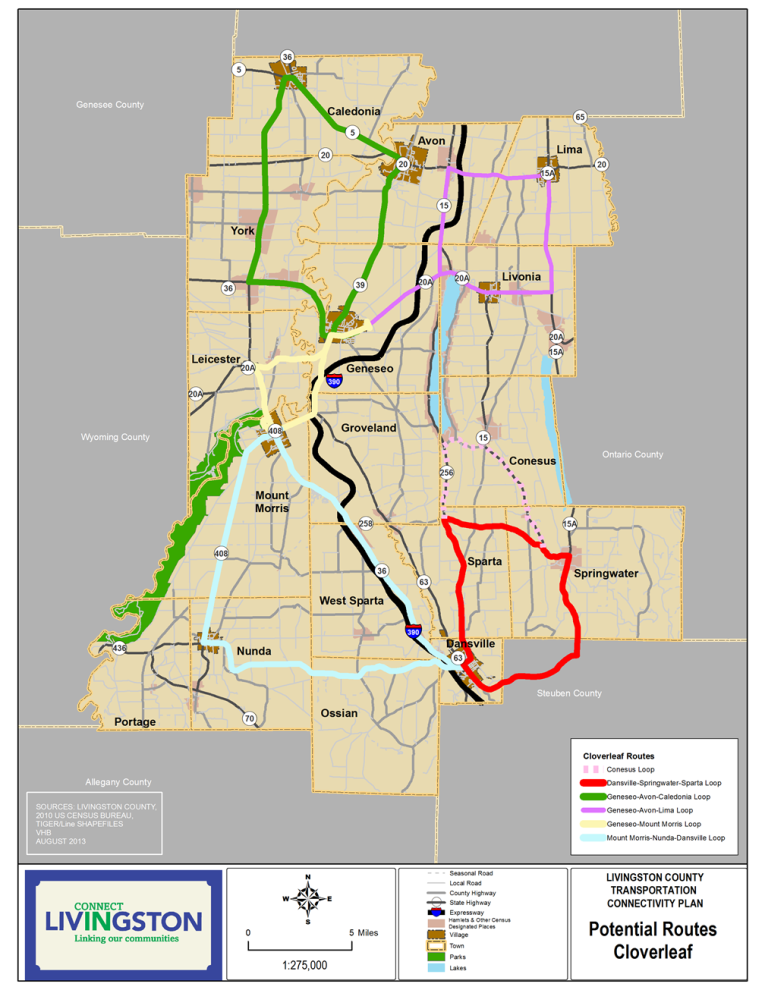 36
5
Genesee County
Caledonia
65
5
Avon
Lima
20
20
20
15A
15
York
36
39
20A
20A
Livonia
20A
15A
Leicester
20A
Geneseo
390
20A
Groveland
408
Wyoming County
15
Conesus
Ontario County
256
Mount
Morris
258
15A
408
36
63
Sparta
Springwater
West Sparta
390
Dansville
63
436
Nunda
Steuben County
Ossian
Portage
70
Allegany County
Cloverleaf Routes
Conesus Loop
Dansville-Springwater-Sparta Loop
Geneseo-Avon-Caledonia Loop
Geneseo-Avon-Lima Loop
Geneseo-Mount Morris Loop
Mount Morris-Nunda-Dansville Loop
SOURCES: LIVINGSTON COUNTY,
2010 US CENSUS BUREAU,
TIGER/Line SHAPEFILES
VHB
AUGUST 2013
CONNECT
LIVINGSTON
Linking our communities
N
W E
S
0 5 Miles
1:275,000
Seasonal Road
Local Road
County Highway
State Highway
Expressway
Hamlets & Other Census
Designated Places
Village
Town
Parks
Lakes
LIVINGSTON COUNTY
TRANSPORTATION
CONNECTIVITY PLAN
Potential Routes
Cloverleaf